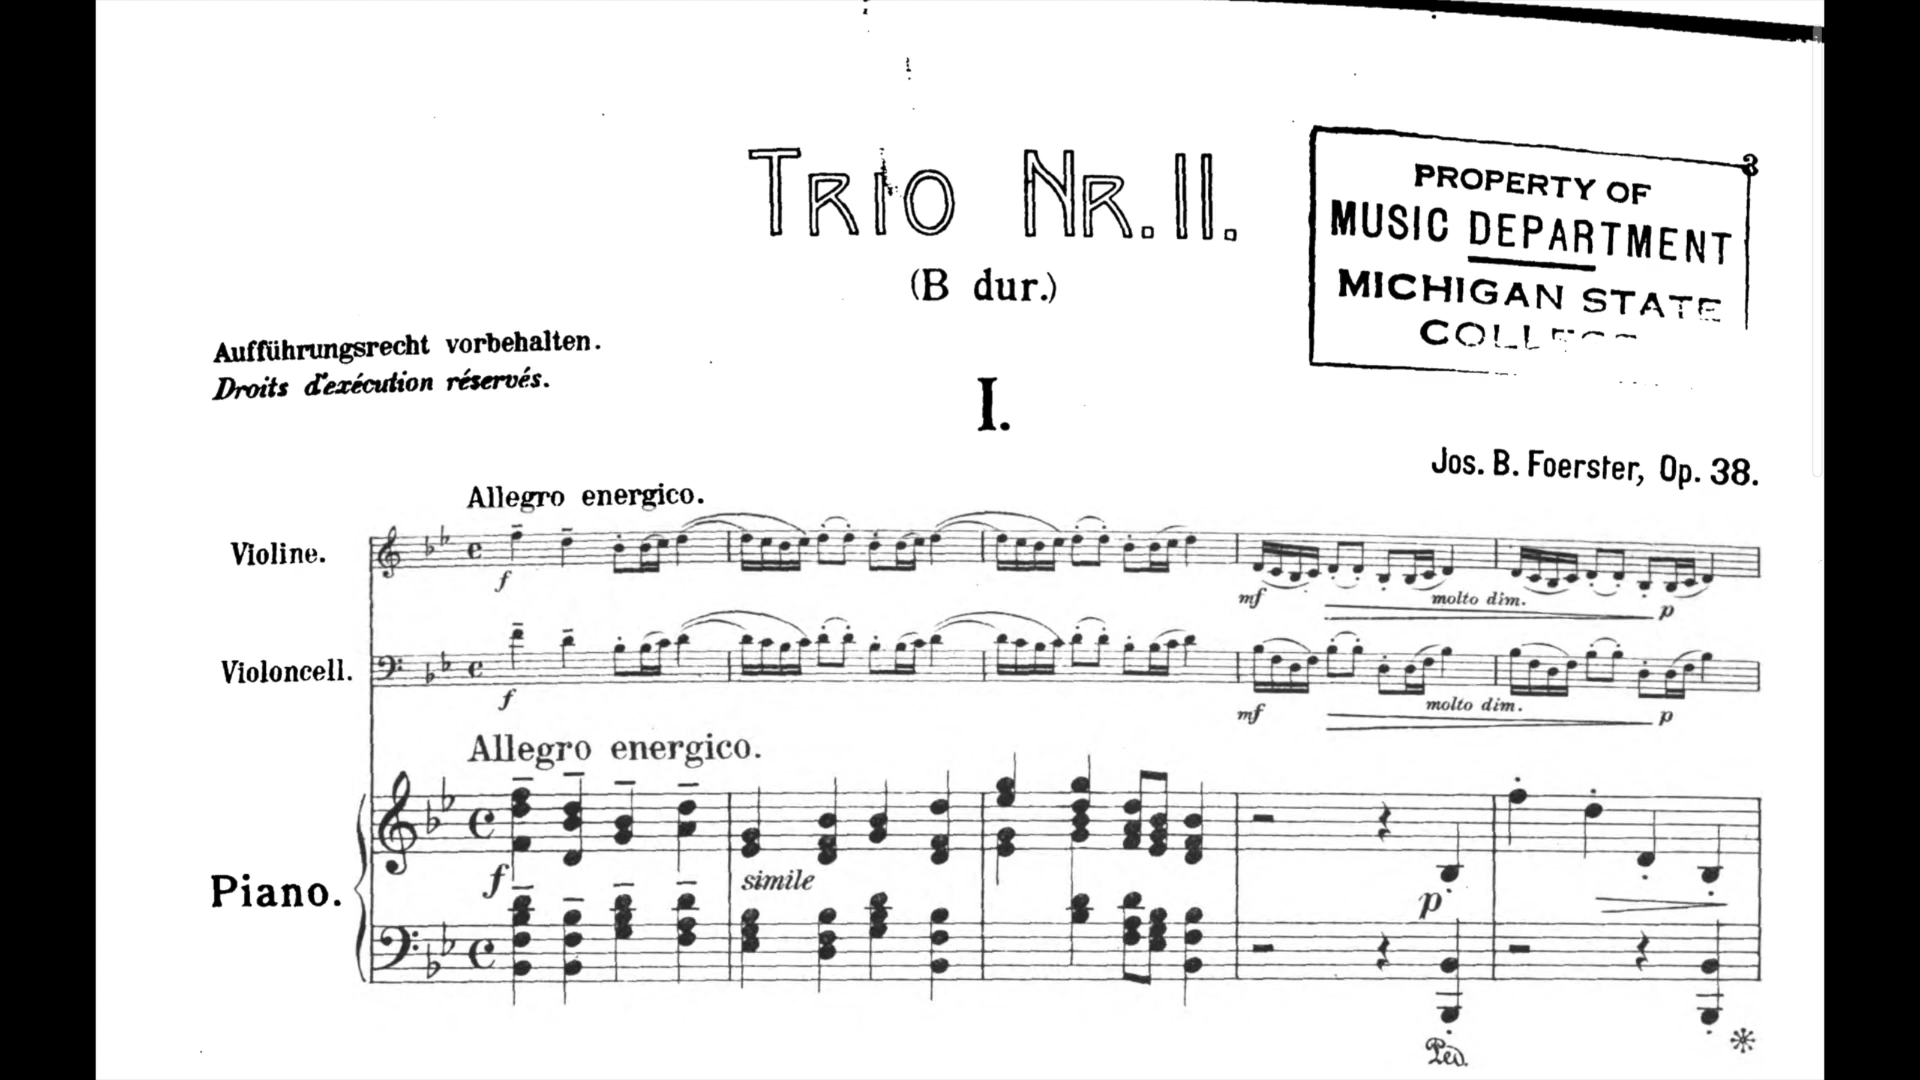 TRIO NR. II.
3
(B dur.)
PROPERTY OF
MUSIC DEPARTMENT
MICHIGAN STATE
COLLEGE
Aufführungsrecht vorbehalten.
Droits d'exécution réservés.
I.
Jos. B. Foerster, Op. 38.
Allegro energico.
Violine.
f
mf
molto dim.
p
Violoncell.
f
mf
molto dim.
p
Allegro energico.
Piano.
f
simile
p
Ped.